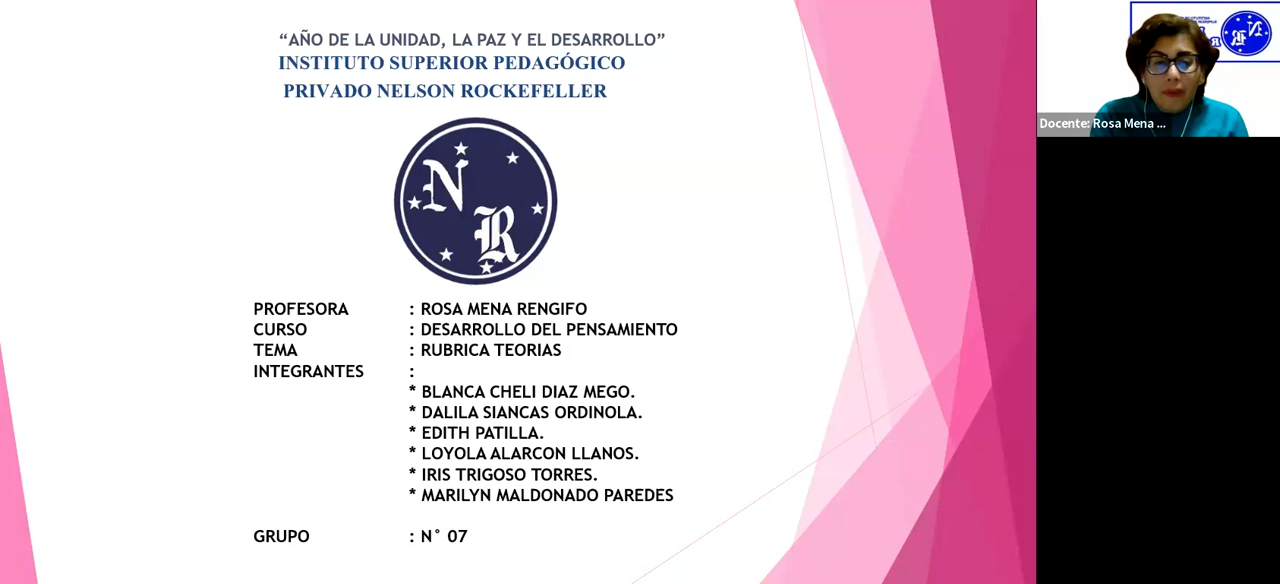 “AÑO DE LA UNIDAD, LA PAZ Y EL DESARROLLO”
INSTITUTO SUPERIOR PEDAGÓGICO
PRIVADO NELSON ROCKEFELLER
N
R
PROFESORA : ROSA MENA RENGIFO
CURSO : DESARROLLO DEL PENSAMIENTO
TEMA : RUBRICA TEORIAS
INTEGRANTES :
* BLANCA CHELI DIAZ MEGO.
* DALILA SIANCAS ORDINOLA.
* EDITH PATILLA.
* LOYOLA ALARCON LLANOS.
* IRIS TRIGOSO TORRES.
* MARILYN MALDONADO PAREDES
GRUPO : N° 07
Docente: Rosa Mena ...